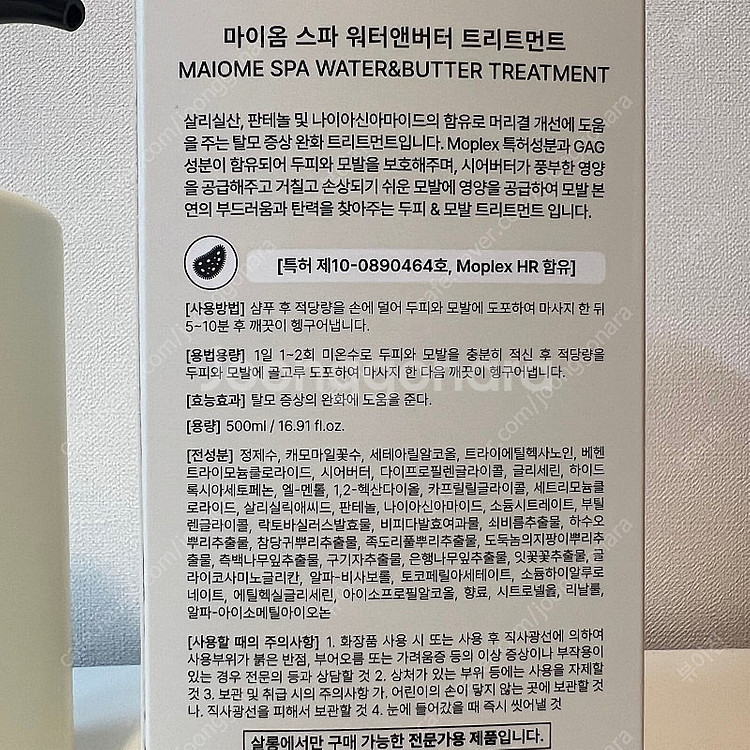 마이옴 스파 워터앤버터 트리트먼트
MAIOME SPA WATER&BUTTER TREATMENT
살리실산, 판테놀 및 나이아신아마이드의 함유로 머리결 개선에 도움
을 주는 탈모 증상 완화 트리트먼트입니다. Moplex 특허성분과 GAG
성분이 함유되어 두피와 모발을 보호해주며, 시어버터가 풍부한 영양
을 공급해주고 거칠고 손상되기 쉬운 모발에 영양을 공급하여 모발 본
연의 부드러움과 탄력을 찾아주는 두피 & 모발 트리트먼트 입니다.
[특허 제10-0890464호, Moplex HR 함유]
[사용방법] 샴푸 후 적당량을 손에 덜어 두피와 모발에 도포하여 마사지 한 뒤
5~10분 후 깨끗이 헹구어냅니다.
[용법용량] 1일 1~2회 미온수로 두피와 모발을 충분히 적신 후 적당량을
두피와 모발에 골고루 도포하여 마사지 한 다음 깨끗이 헹구어냅니다.
[효능효과] 탈모 증상의 완화에 도움을 준다.
[용량] 500ml / 16.91 fl.oz.
[전성분] 정제수, 캐모마일꽃수, 세테아릴알코올, 트라이에틸헥사노인, 베헨
트라이모늄클로라이드, 시어버터, 다이프로필렌글라이콜, 글리세린, 하이드
록시아세토페논, 엘-멘톨, 1,2-헥산다이올, 카프릴릴글라이콜, 세트리모늄클
로라이드, 살리실릭애씨드, 판테놀, 나이아신아마이드, 소듐시트레이트, 부틸
렌글라이콜, 락토바실러스발효물, 비피다발효여과물, 쇠비름추출물, 하수오
뿌리추출물, 참당귀뿌리추출물, 족도리풀뿌리추출물, 도둑놈의지팡이뿌리추
출물, 측백나무잎추출물, 구기자추출물, 은행나무잎추출물, 잇꽃꽃추출물, 글
라이코사미노글리칸, 알파-비사보롤, 토코페릴아세테이트, 소듐하이알루로
네이트, 에틸헥실글리세린, 아이소프로필알코올, 향료, 시트로넬올, 리날룰,
알파-아이소메틸아이오논
[사용할 때의 주의사항] 1. 화장품 사용 시 또는 사용 후 직사광선에 의하여
사용부위가 붉은 반점, 부어오름 또는 가려움증 등의 이상 증상이나 부작용이
있는 경우 전문의 등과 상담할 것 2. 상처가 있는 부위 등에는 사용을 자제할
것 3. 보관 및 취급 시의 주의사항 가. 어린이의 손이 닿지 않는 곳에 보관할 것
나. 직사광선을 피해서 보관할 것 4. 눈에 들어갔을 때 즉시 씻어낼 것
살롱에서만 구매 가능한 전문가용 제품입니다.
joonggonara